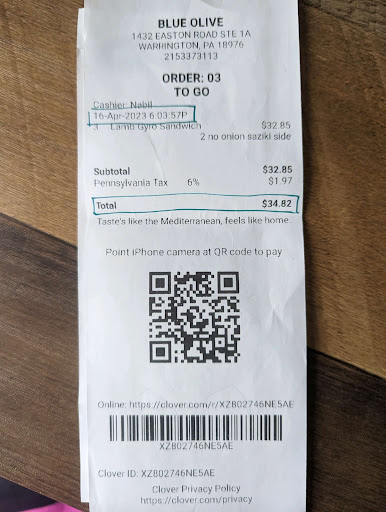 BLUE OLIVE
1432 EASTON ROAD STE 1A
WARRINGTON, PA 18976
2153373113
ORDER: 03
TO GO
Cashier: Nabil
16-Apr-2023 6:03:57P
3 Lamb Gyro Sandwich $32.85
2 no onion saziki side
Subtotal $32.85
Pennsylvania Tax 6% $1.97
Total $34.82
Taste's like the Mediterranean, feels like home.
Point iPhone camera at QR code to pay
Online: https://clover.com/r/XZB02746NE5AE
XZB02746NE5AE
Clover ID: XZB02746NE5AE
Clover Privacy Policy
https://clover.com/privacy